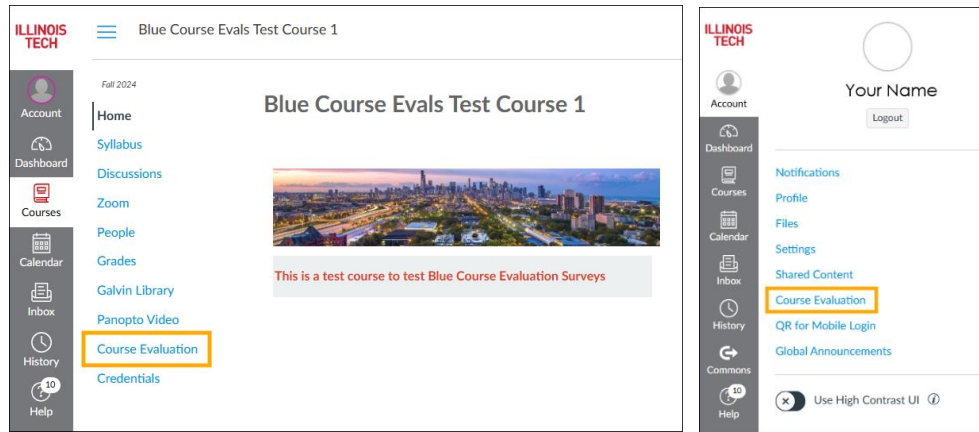 ILLINOIS
TECH
Blue Course Evals Test Course 1
Account
Dashboard
Courses
Calendar
Inbox
History
10
Help
Fall 2024
Home
Syllabus
Discussions
Zoom
People
Grades
Galvin Library
Panopto Video
Course Evaluation
Credentials
Blue Course Evals Test Course 1
This is a test course to test Blue Course Evaluation Surveys
ILLINOIS
TECH
Account
Dashboard
Courses
Calendar
Inbox
History
Commons
10
Help
Your Name
Logout
Notifications
Profile
Files
Settings
Shared Content
Course Evaluation
QR for Mobile Login
Global Announcements
Use High Contrast UI